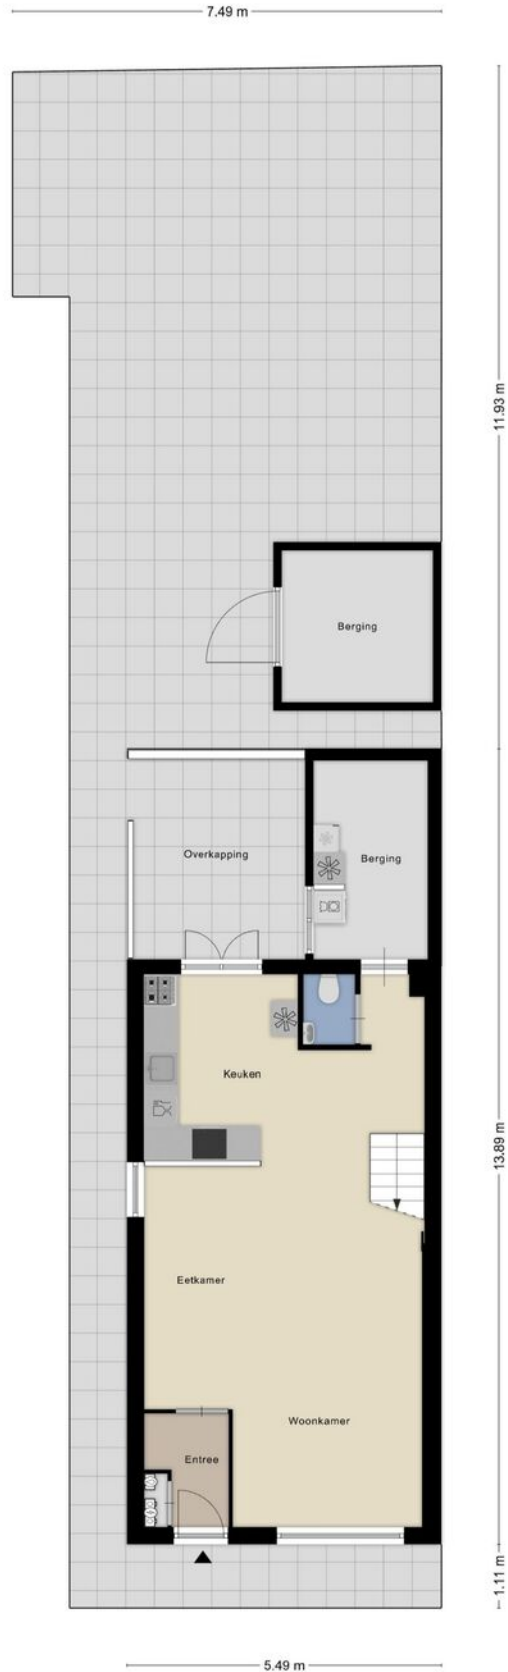 7.49 m
11.93 m
Berging
Overkapping
Berging
Keuken
13.89 m
Eetkamer
Woonkamer
Entree
1.11 m
5.49 m